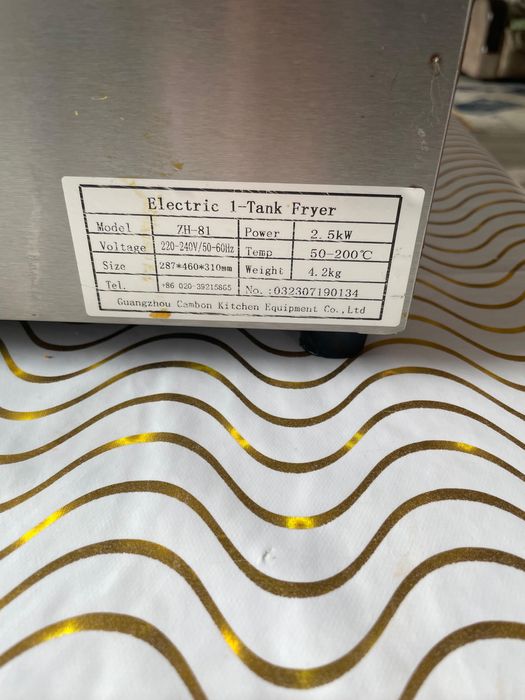 Electric 1-Tank Fryer
Model ZH-81 Power 2.5kW
Voltage 220-240V/50-60Hz Temp 50-200℃
Size 287*460*310mm Weight 4.2kg
Tel. +86 020-39215865 No.:032307190134
Guangzhou Cambon Kitchen Equipment Co.,Ltd